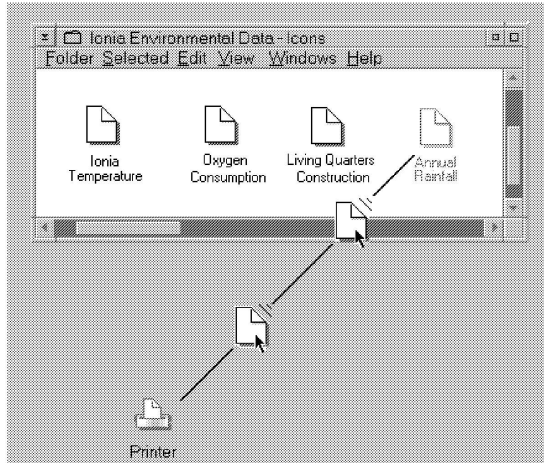 Ionia Environmental Data - Icons
Folder Selected Edit View Windows Help
Ionia
Temperature
Oxygen
Consumption
Living Quarters
Construction
Annual
Rainfall
Printer